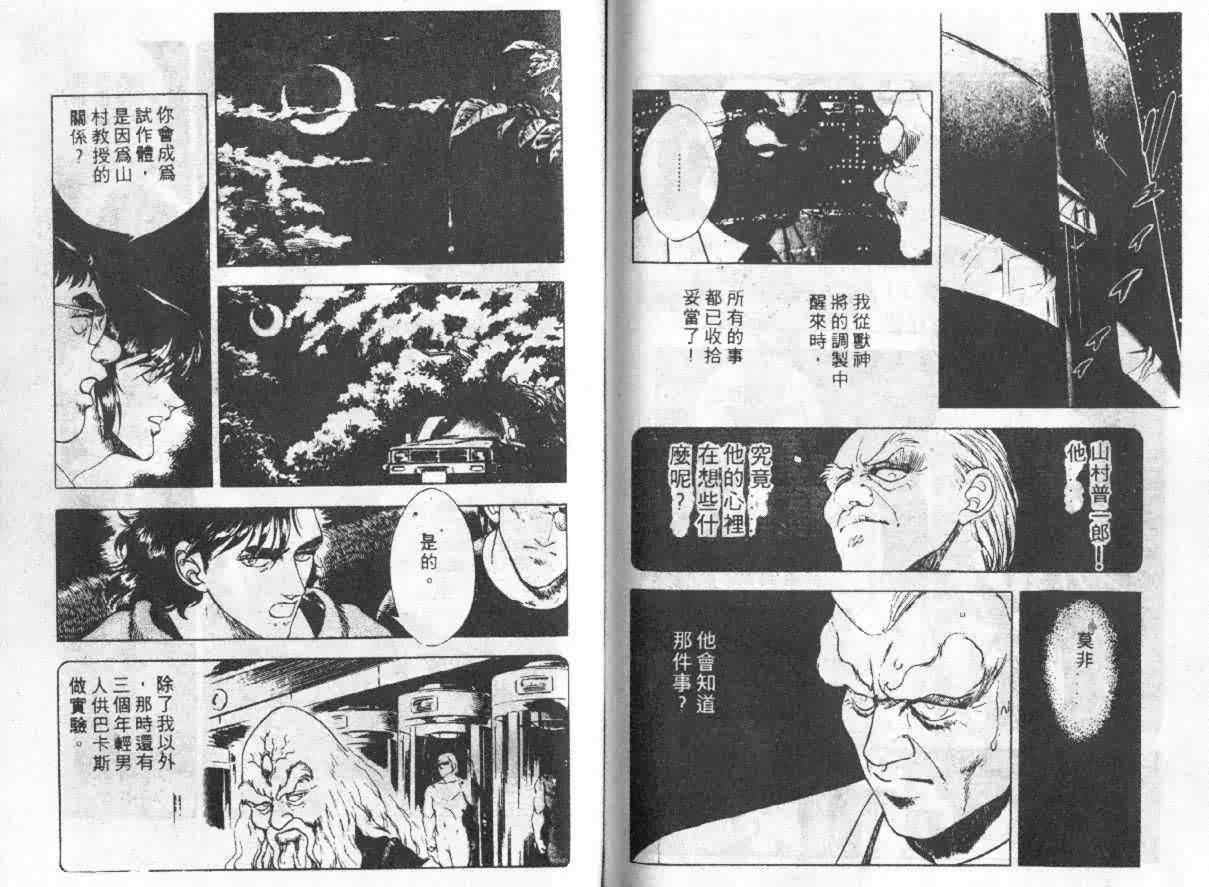 ………
我從獸神
將的調製中
醒來時，
所有的事
都已收拾
妥當了！
山村普一郎！
他…
究竟…
他的心裡
在想些什
麼呢？
莫非……
他會知道
那件事？
你會成爲
試作體，
是因爲山
村教授的
關係？
是的。
除了我以外
，那時還有
三個年輕男
人供巴卡斯
做實驗。